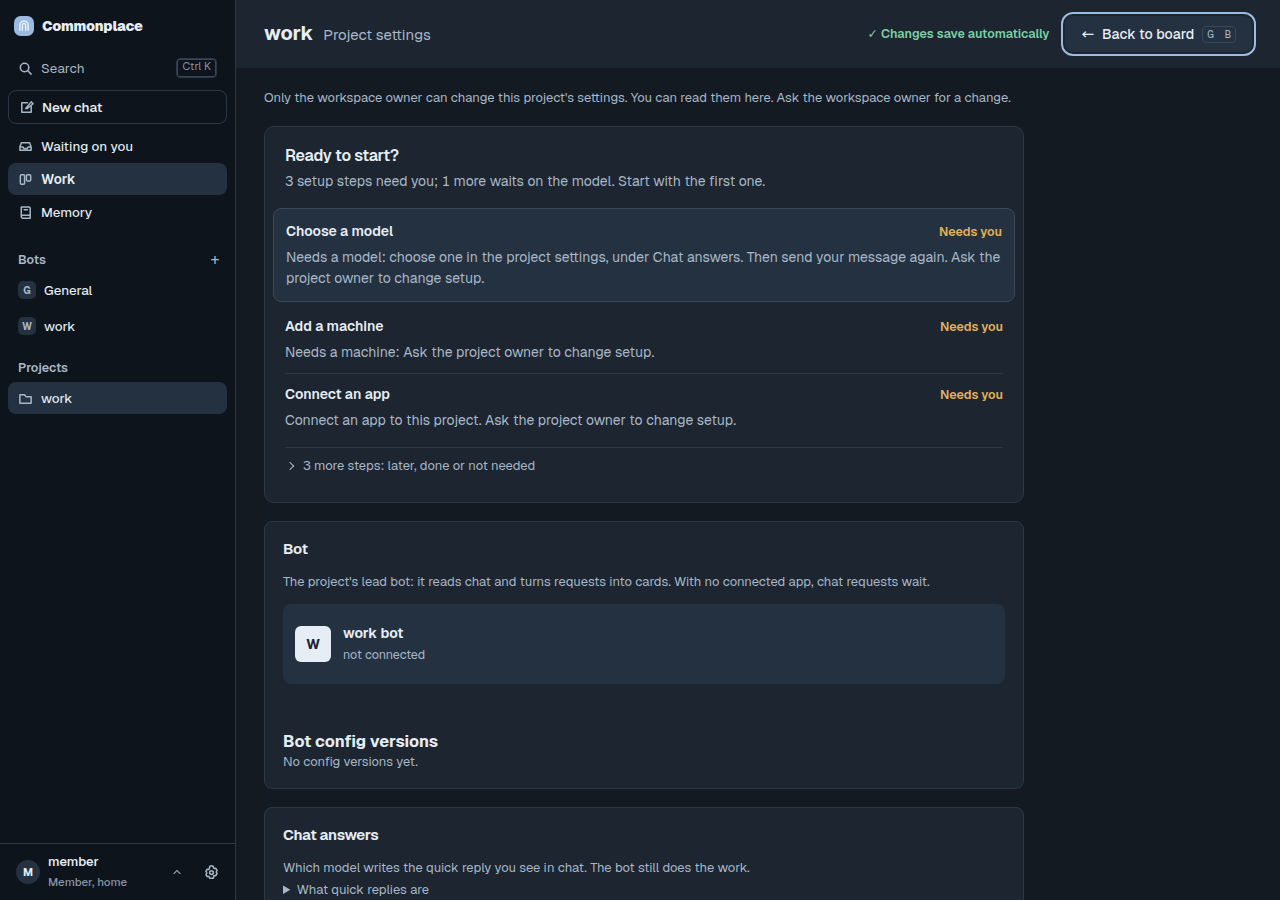 Commonplace
Search
Ctrl K
New chat
Waiting on you
Work
Memory
Bots
+
G General
W work
Projects
work
M
member
Member, home
work Project settings
✓ Changes save automatically
← Back to board G B
Only the workspace owner can change this project's settings. You can read them here. Ask the workspace owner for a change.
Ready to start?
3 setup steps need you; 1 more waits on the model. Start with the first one.
Choose a model
Needs you
Needs a model: choose one in the project settings, under Chat answers. Then send your message again. Ask the
project owner to change setup.
Add a machine
Needs you
Needs a machine: Ask the project owner to change setup.
Connect an app
Needs you
Connect an app to this project. Ask the project owner to change setup.
3 more steps: later, done or not needed
Bot
The project's lead bot: it reads chat and turns requests into cards. With no connected app, chat requests wait.
W
work bot
not connected
Bot config versions
No config versions yet.
Chat answers
Which model writes the quick reply you see in chat. The bot still does the work.
What quick replies are